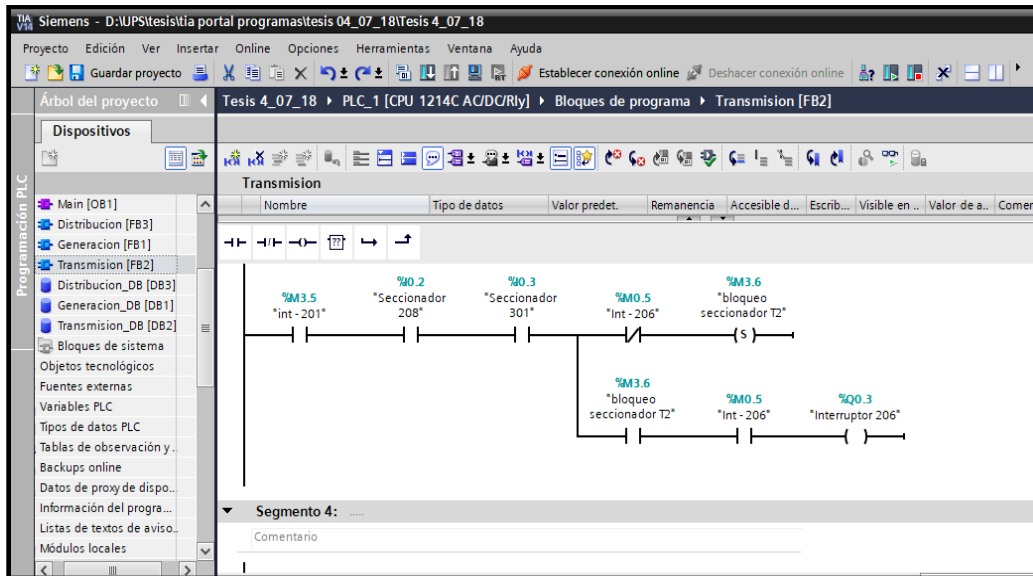 TIA V14 Siemens - D:\UPS\tesis\tia portal programas\tesis 04_07_18\Tesis 4_07_18
Proyecto Edición Ver Insertar Online Opciones Herramientas Ventana Ayuda
Guardar proyecto Establecer conexión online Deshacer conexión online
Árbol del proyecto
Tesis 4_07_18 PLC_1 [CPU 1214C AC/DC/Rly] Bloques de programa Transmision [FB2]
Dispositivos
Programación PLC
Main [OB1]
Distribucion [FB3]
Generacion [FB1]
Transmision [FB2]
Distribucion_DB [DB3]
Generacion_DB [DB1]
Transmision_DB [DB2]
Bloques de sistema
Objetos tecnológicos
Fuentes externas
Variables PLC
Tipos de datos PLC
Tablas de observación y ..
Backups online
Datos de proxy de dispo...
Información del progra...
Listas de textos de aviso..
Módulos locales
Transmision
Nombre Tipo de datos Valor predet. Remanencia Accesible d... Escrib... Visible en .. Valor de a.. Comer
??
%M3.5
"int - 201"
%I0.2
"Seccionador
208"
%I0.3
"Seccionador
301"
%M0.5
"Int - 206"
%M3.6
"bloqueo
seccionador T2"
S
%M3.6
"bloqueo
seccionador T2"
%M0.5
"Int - 206"
%Q0.3
"Interruptor 206"
Segmento 4: .....
Comentario